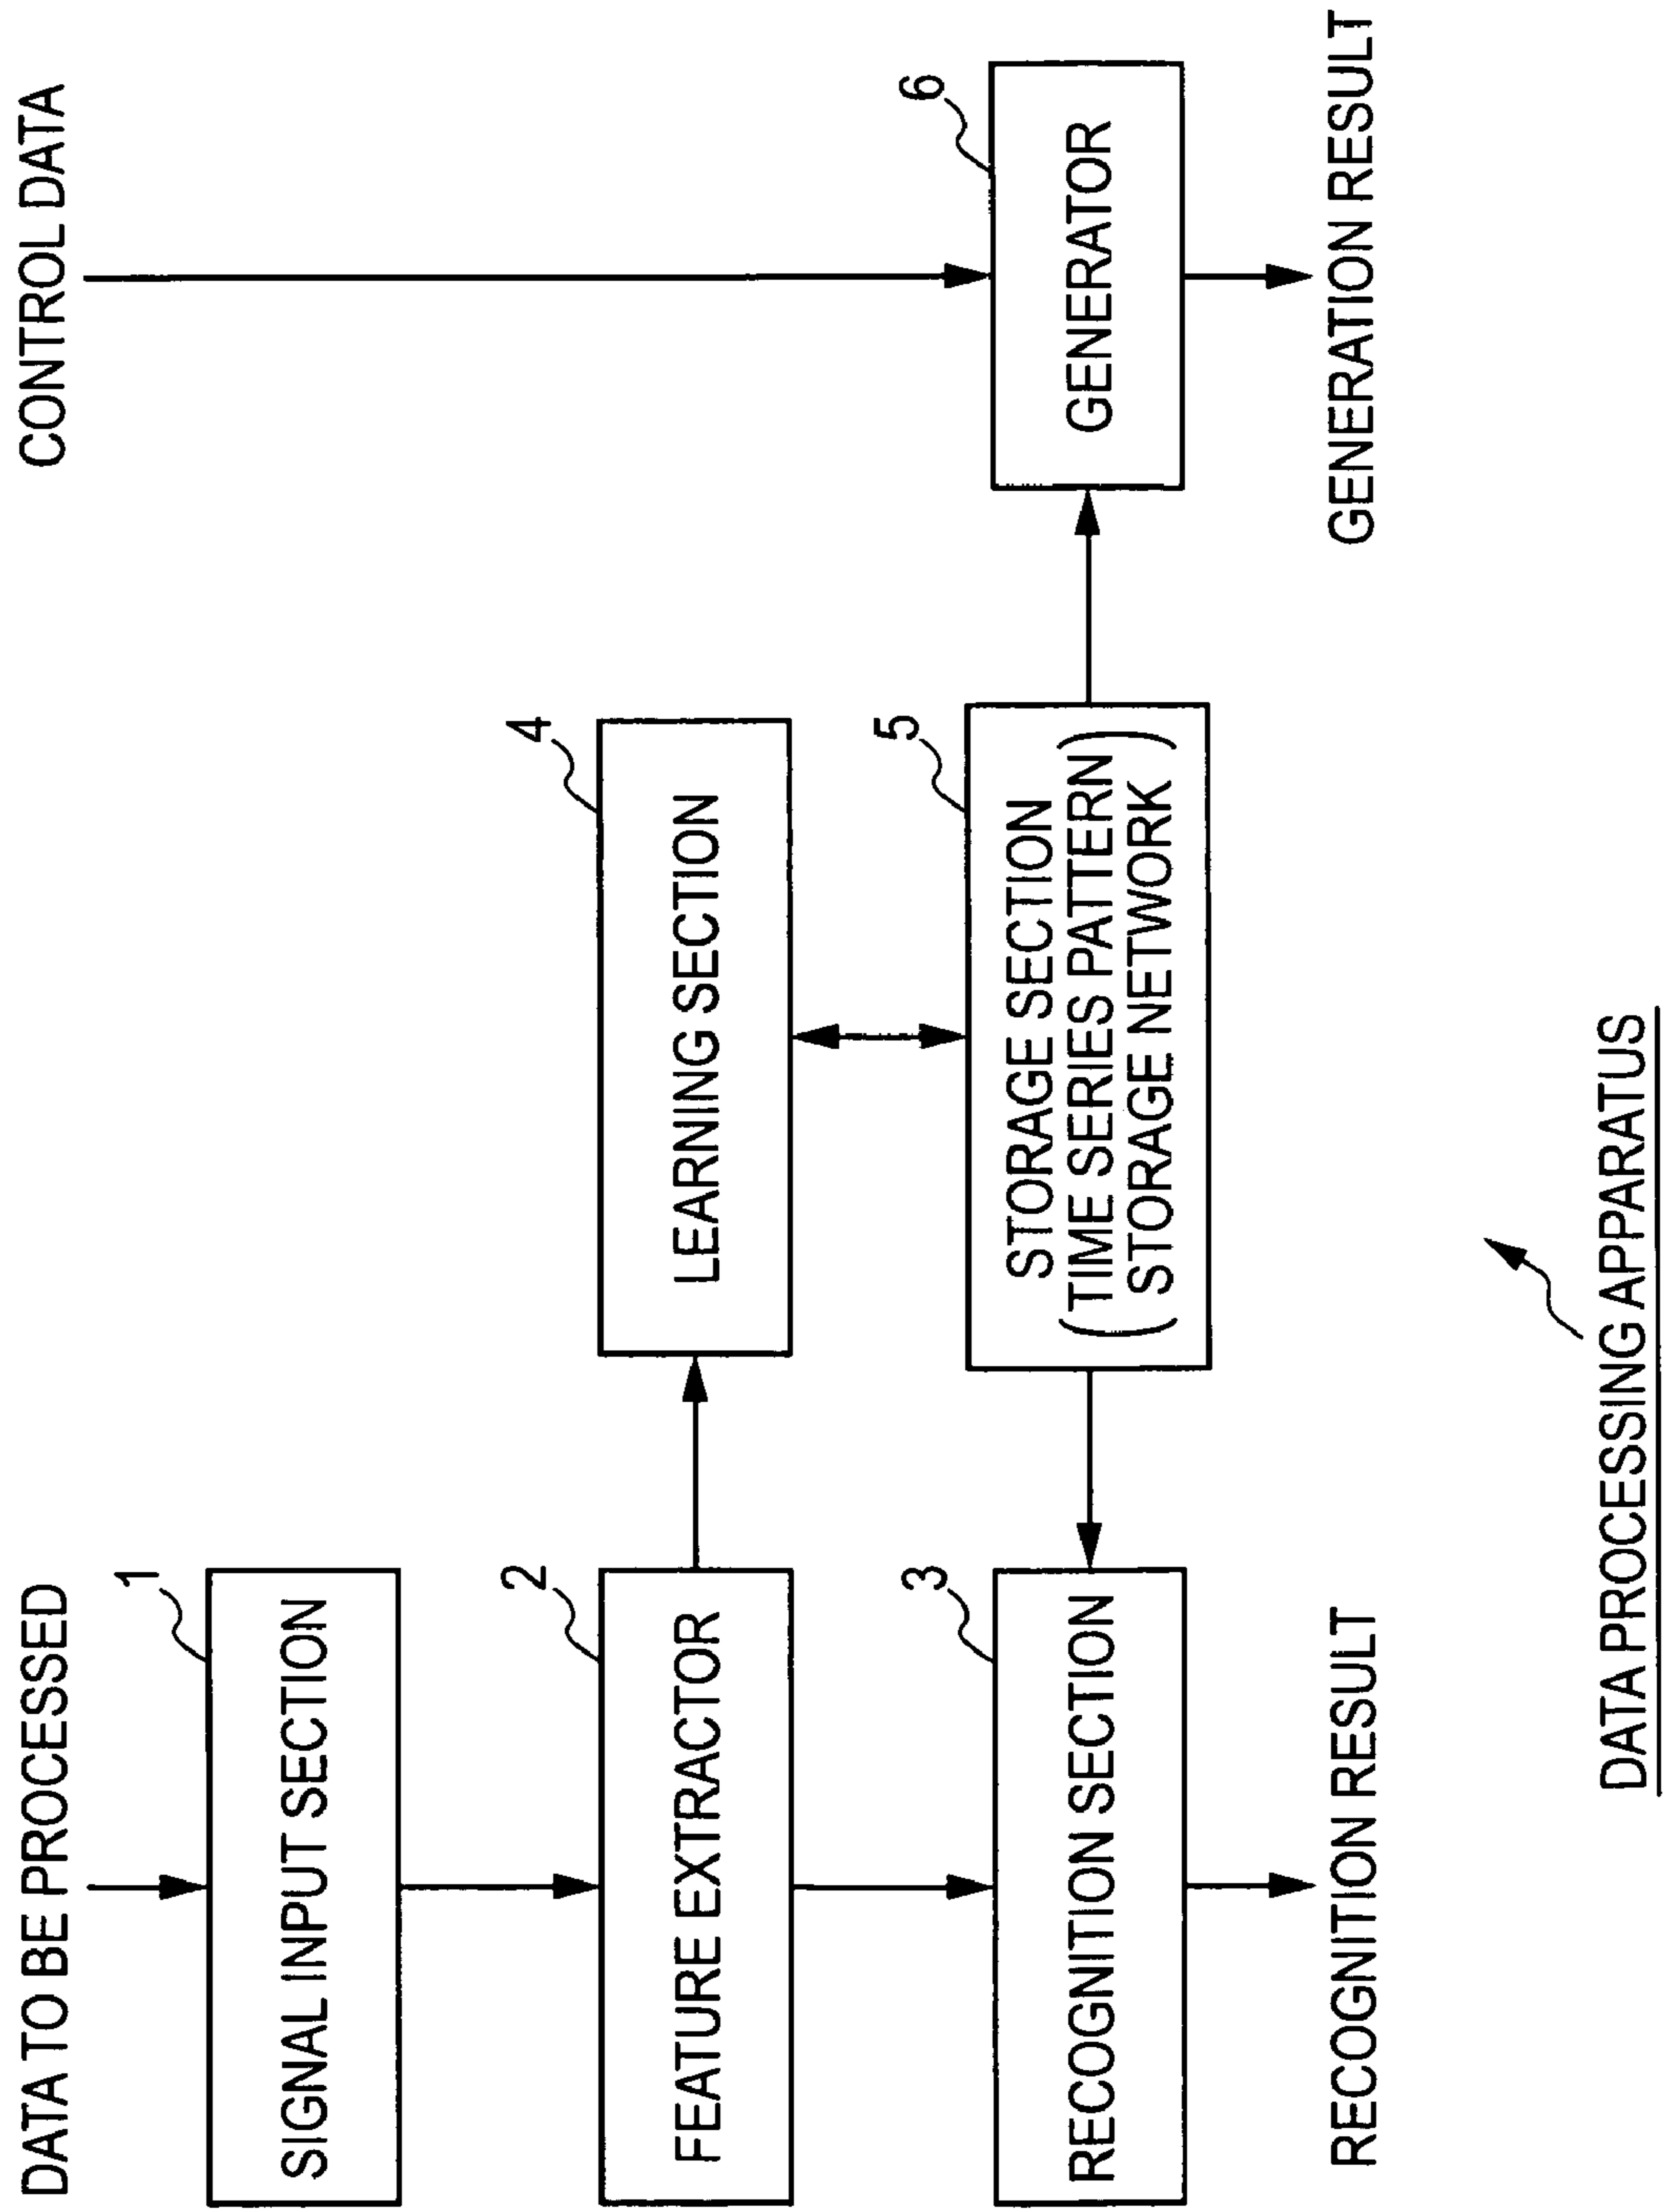 DATA TO BE PROCESSED
CONTROL DATA
1
SIGNAL INPUT SECTION
2
FEATURE EXTRACTOR
4
LEARNING SECTION
3
RECOGNITION SECTION
5
STORAGE SECTION
(TIME SERIES PATTERN
STORAGE NETWORK)
6
GENERATOR
RECOGNITION RESULT
GENERATION RESULT
DATA PROCESSING APPARATUS